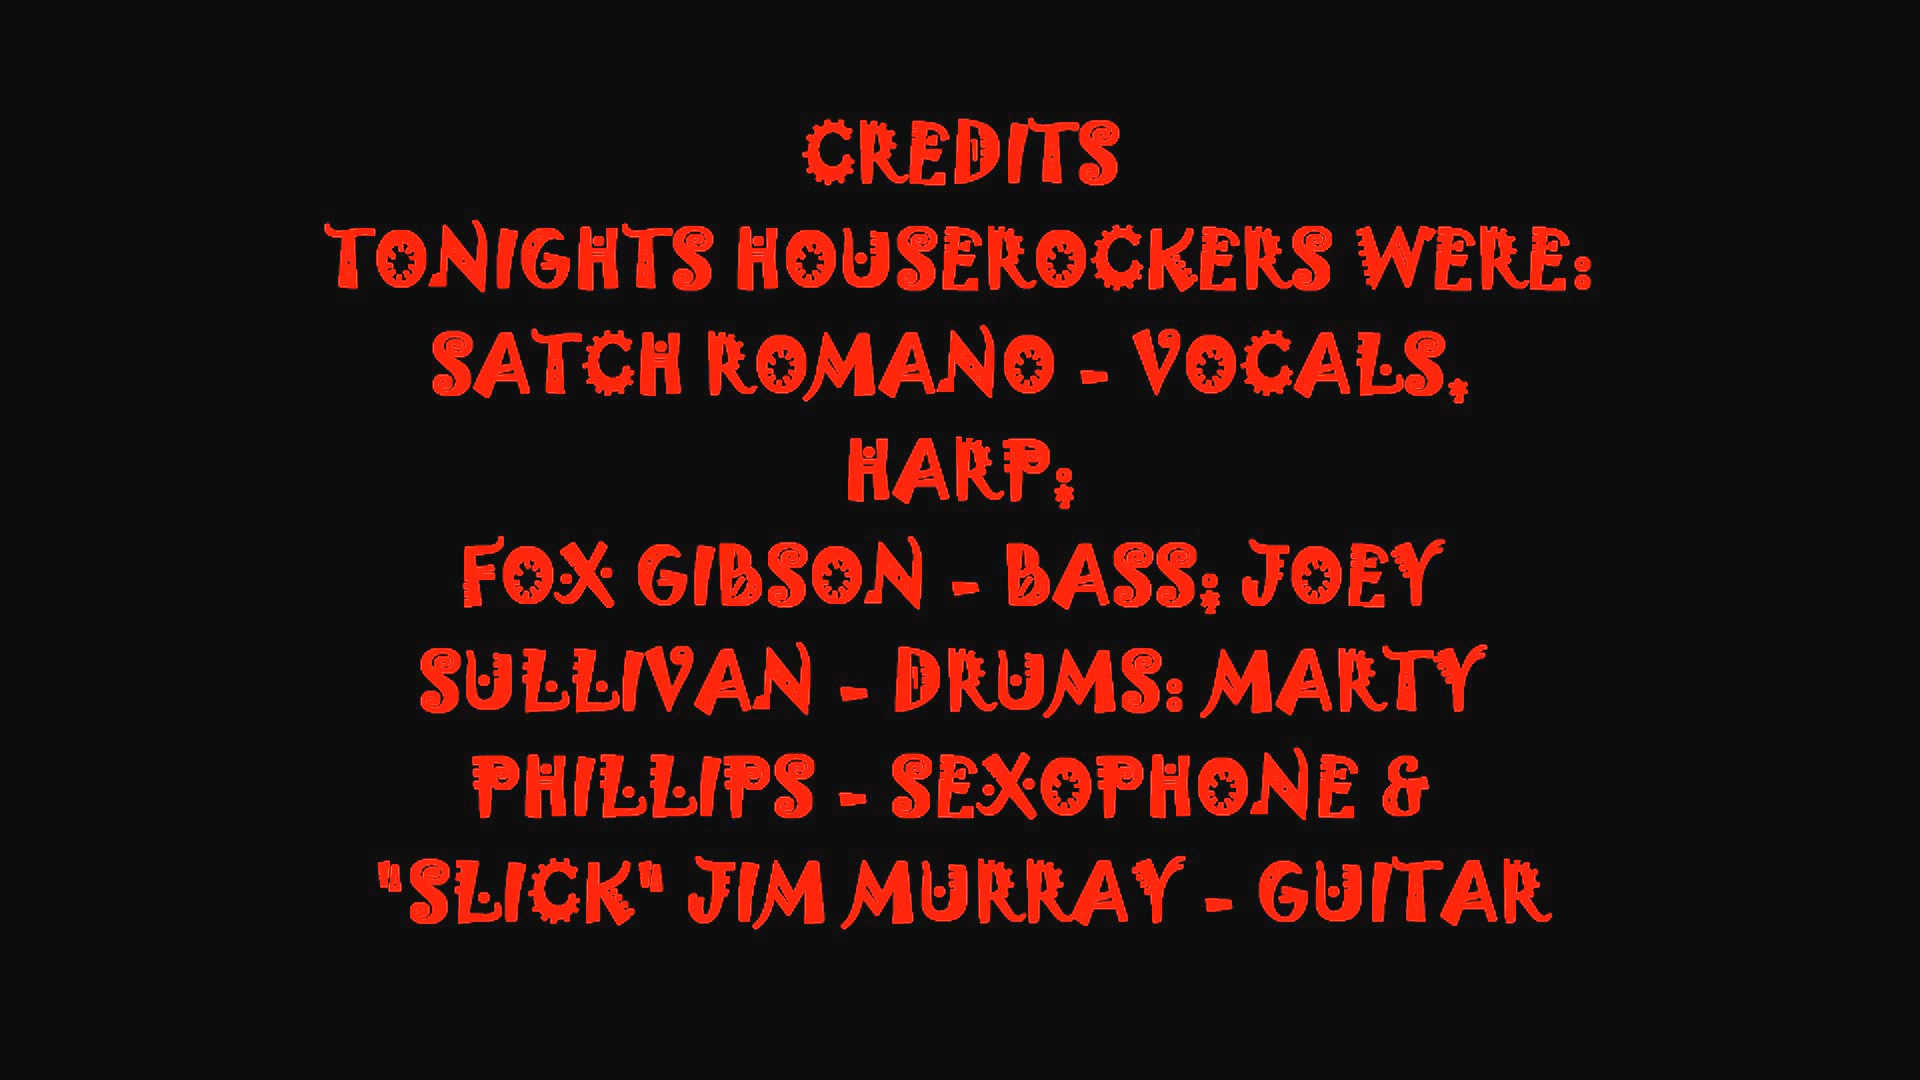 CREDITS
TONIGHTS HOUSEROCKERS WERE:
SATCH ROMANO - VOCALS,
HARP;
FOX GIBSON - BASS; JOEY
SULLIVAN - DRUMS: MARTY
PHILLIPS - SEXOPHONE &
"SLICK" JIM MURRAY - GUITAR